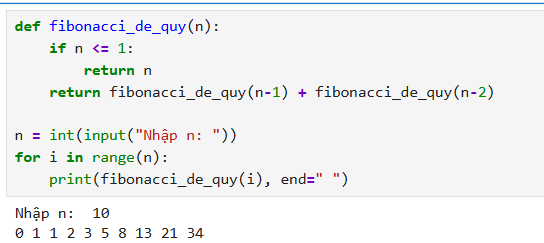 def fibonacci_de_quy(n):
    if n <= 1:
        return n
    return fibonacci_de_quy(n-1) + fibonacci_de_quy(n-2)

n = int(input("Nhập n: "))
for i in range(n):
    print(fibonacci_de_quy(i), end=" ")
Nhập n:  10
0 1 1 2 3 5 8 13 21 34